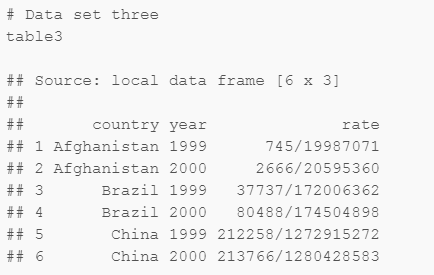 # Data set three
table3
## Source: local data frame [6 x 3]
##
##       country year              rate
## 1 Afghanistan 1999      745/19987071
## 2 Afghanistan 2000     2666/20595360
## 3      Brazil 1999   37737/172006362
## 4      Brazil 2000   80488/174504898
## 5       China 1999 212258/1272915272
## 6       China 2000 213766/1280428583